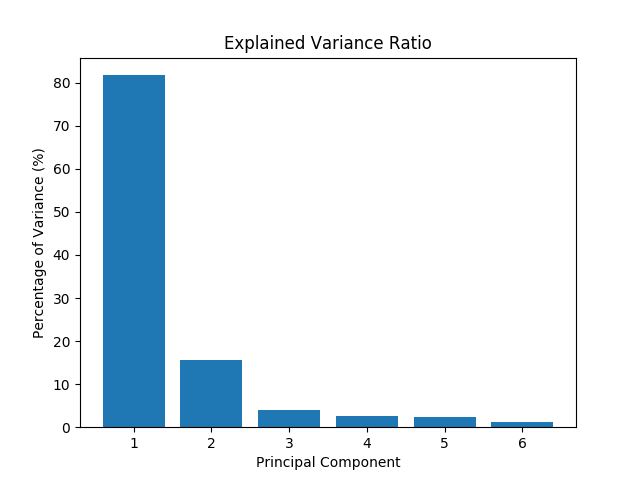 Explained Variance Ratio
Percentage of Variance (%)
80
70
60
50
40
30
20
10
0
1 2 3 4 5 6
Principal Component